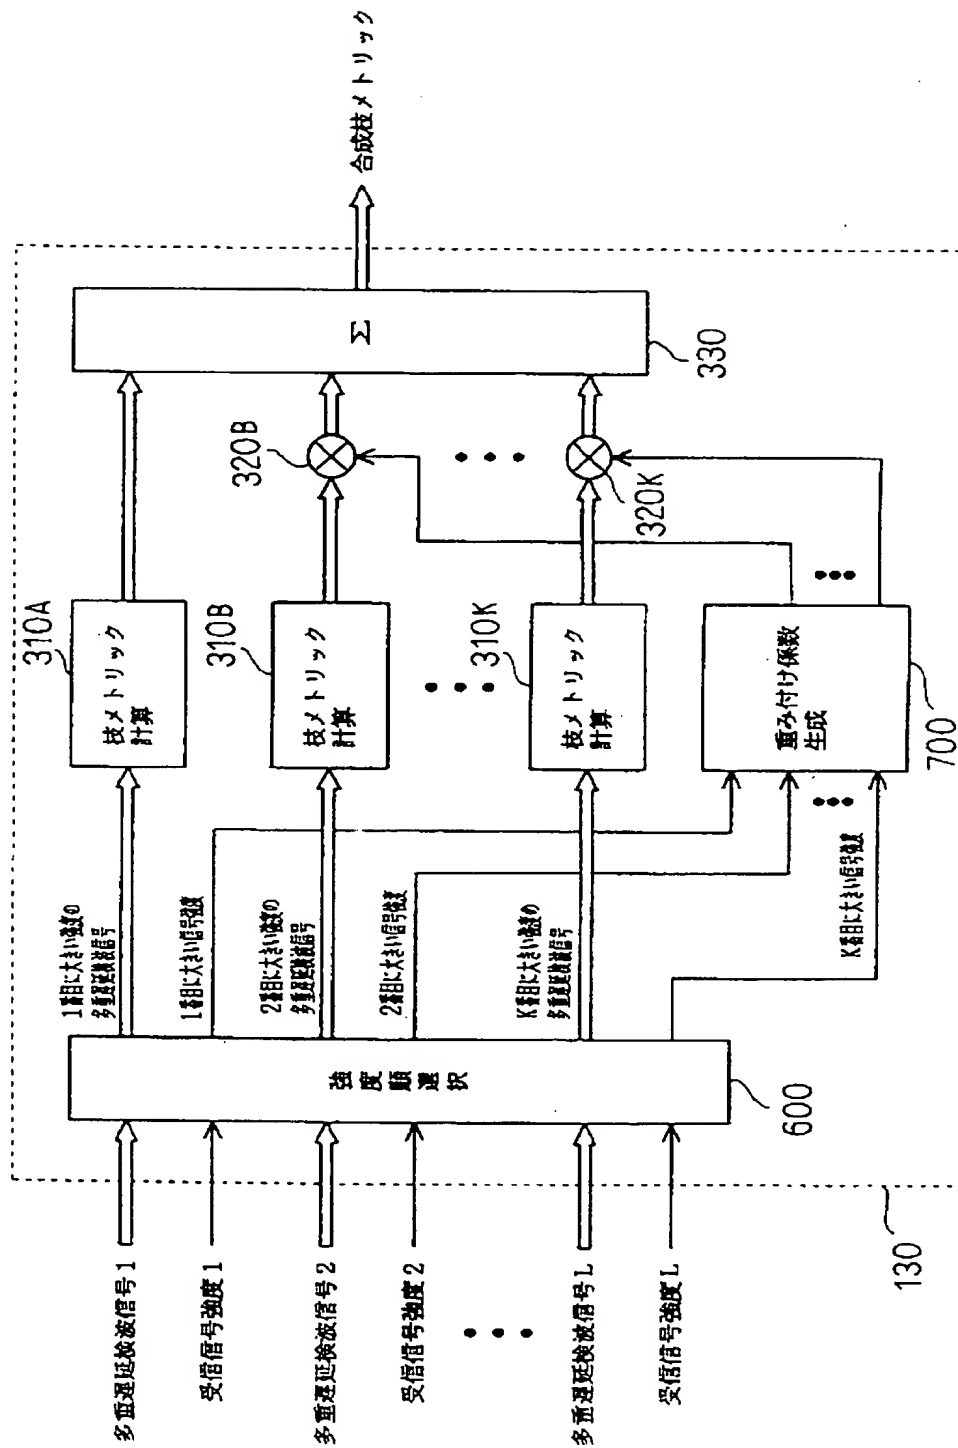 多重遅延検波信号1
受信信号強度1
多重遅延検波信号2
受信信号強度2
多重遅延検波信号L
受信信号強度L
130
強度順選択
600
1番目に大きい強度の
多重遅延検波信号
1番目に大きい信号強度
2番目に大きい強度の
多重遅延検波信号
2番目に大きい信号強度
K番目に大きい強度の
多重遅延検波信号
K番目に大きい信号強度
310A
枝メトリック
計算
310B
枝メトリック
計算
310K
枝メトリック
計算
重み付け係数
生成
700
320B
320K
Σ
330
合成枝メトリック